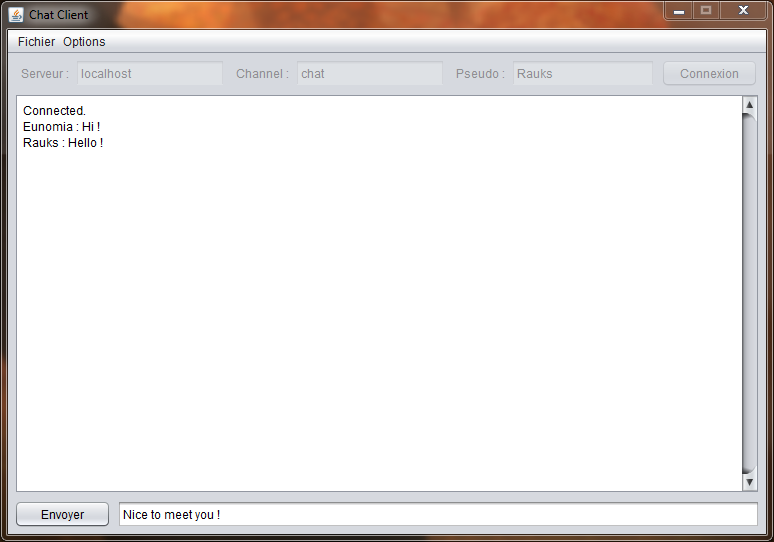 Chat Client
Fichier Options
Serveur : localhost Channel : chat Pseudo : Rauks Connexion
Connected.
Eunomia : Hi !
Rauks : Hello !
Envoyer Nice to meet you !